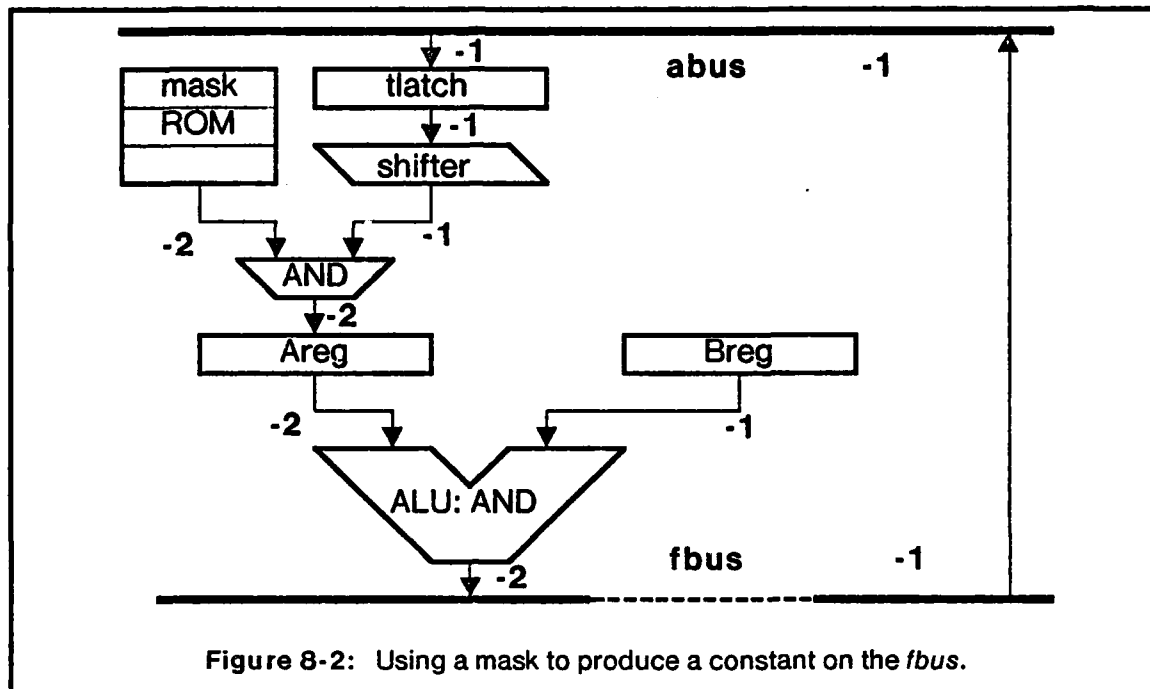 -1
abus -1
mask
tlatch
ROM
-1
shifter
-2
-1
AND
-2
Areg
Breg
-2
-1
ALU: AND
fbus -1
-2
Figure 8-2: Using a mask to produce a constant on the fbus.